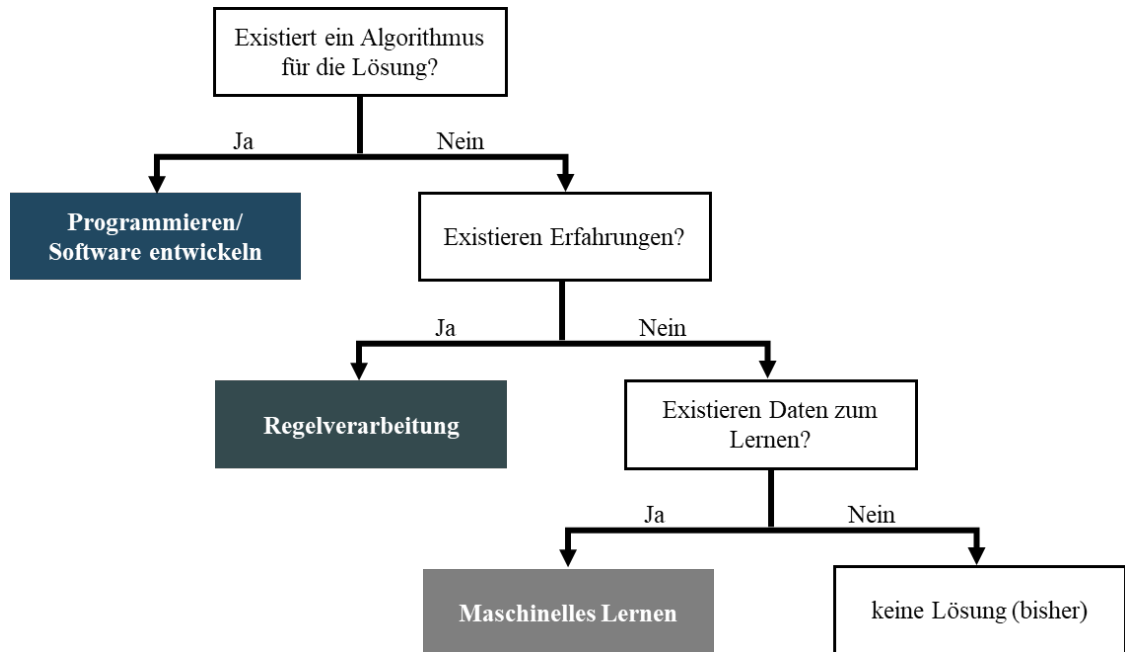 Existiert ein Algorithmus
für die Lösung?
Ja
Nein
Programmieren/
Software entwickeln
Existieren Erfahrungen?
Ja
Nein
Regelverarbeitung
Existieren Daten zum
Lernen?
Ja
Nein
Maschinelles Lernen
keine Lösung (bisher)